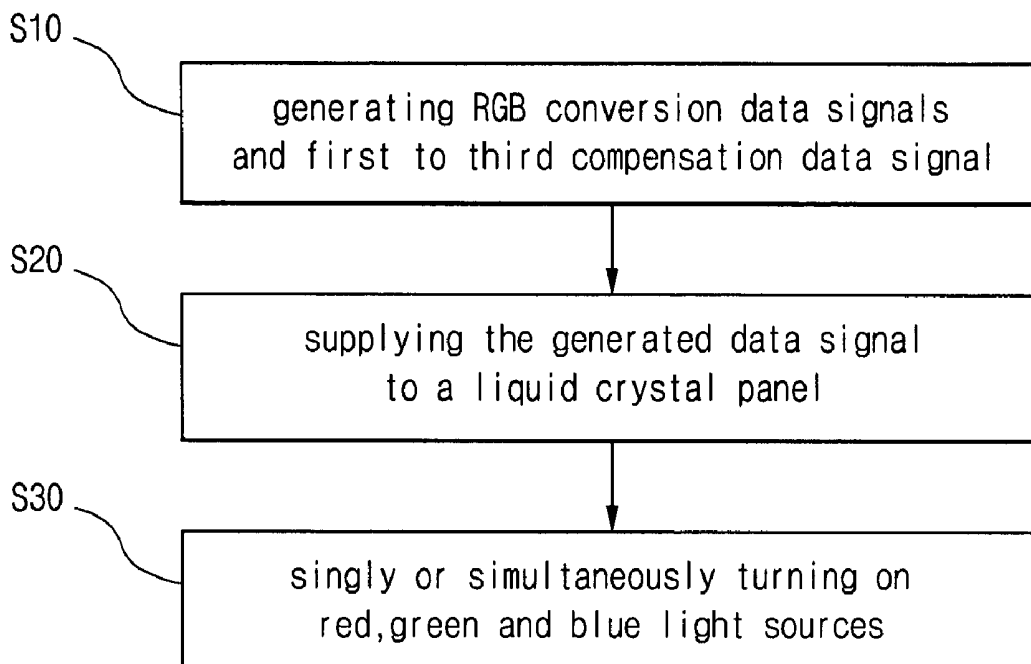 S10
generating RGB conversion data signals
and first to third compensation data signal
S20
supplying the generated data signal
to a liquid crystal panel
S30
singly or simultaneously turning on
red,green and blue light sources